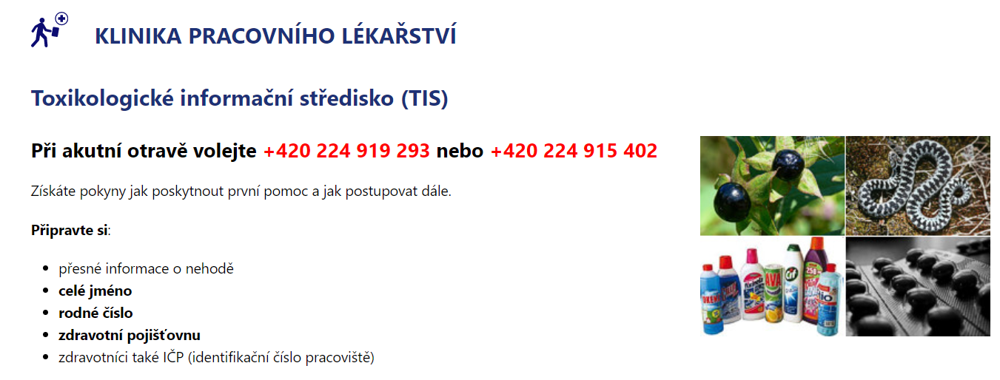 KLINIKA PRACOVNÍHO LÉKAŘSTVÍ
Toxikologické informační středisko (TIS)
Při akutní otravě volejte +420 224 919 293 nebo +420 224 915 402
Získáte pokyny jak poskytnout první pomoc a jak postupovat dále.
Připravte si:
• přesné informace o nehodě
• celé jméno
• rodné číslo
• zdravotní pojišťovnu
• zdravotníci také IČP (identifikační číslo pracoviště)
AVA
Cif